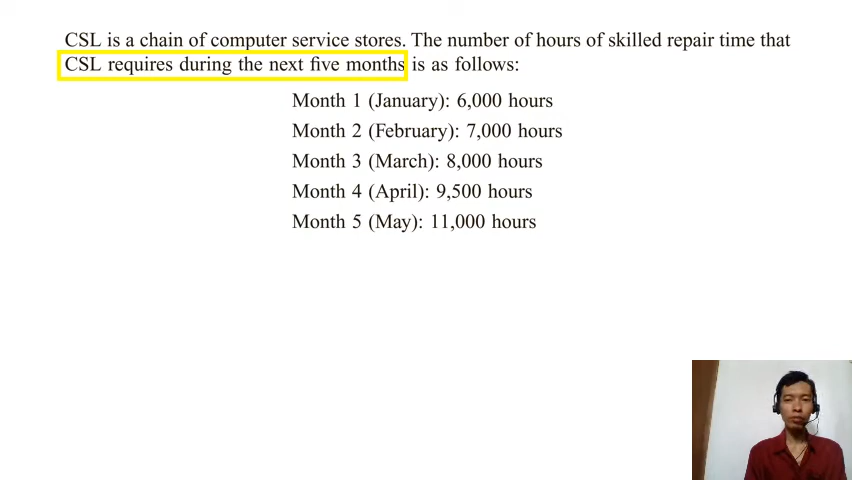 CSL is a chain of computer service stores. The number of hours of skilled repair time that
CSL requires during the next five months is as follows:
Month 1 (January): 6,000 hours
Month 2 (February): 7,000 hours
Month 3 (March): 8,000 hours
Month 4 (April): 9,500 hours
Month 5 (May): 11,000 hours